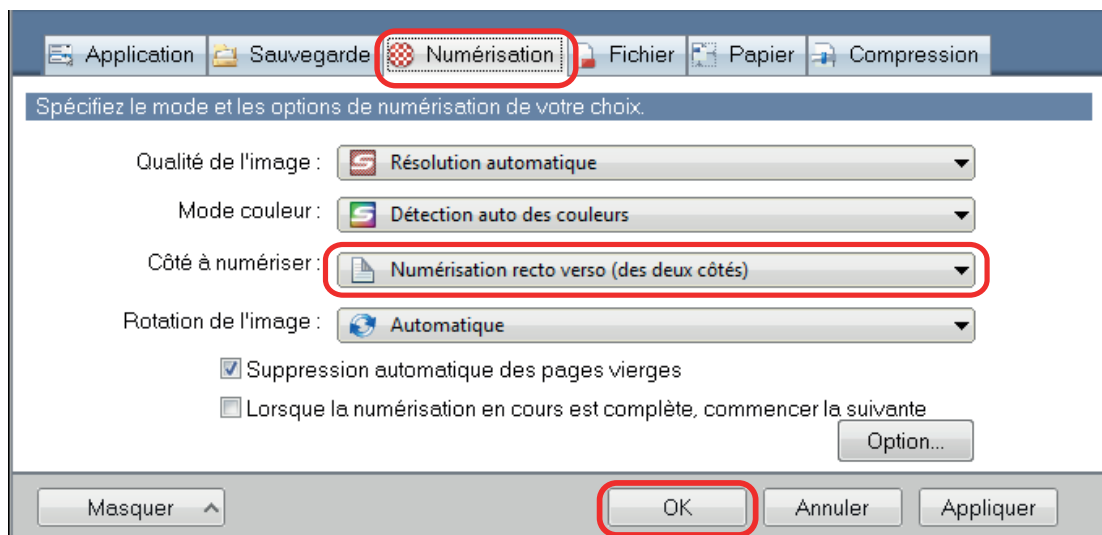 Application Sauvegarde Numérisation Fichier Papier Compression
Spécifiez le mode et les options de numérisation de votre choix.
Qualité de l'image : Résolution automatique
Mode couleur : Détection auto des couleurs
Côté à numériser : Numérisation recto verso (des deux côtés)
Rotation de l'image : Automatique
Suppression automatique des pages vierges
Lorsque la numérisation en cours est complète, commencer la suivante
Option...
Masquer OK Annuler Appliquer